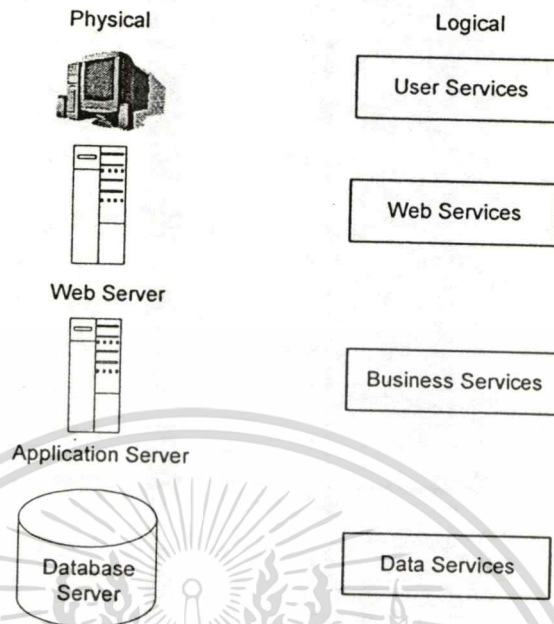 Physical
Logical
User Services
Web Services
Web Server
Business Services
Application Server
Database
Server
Data Services